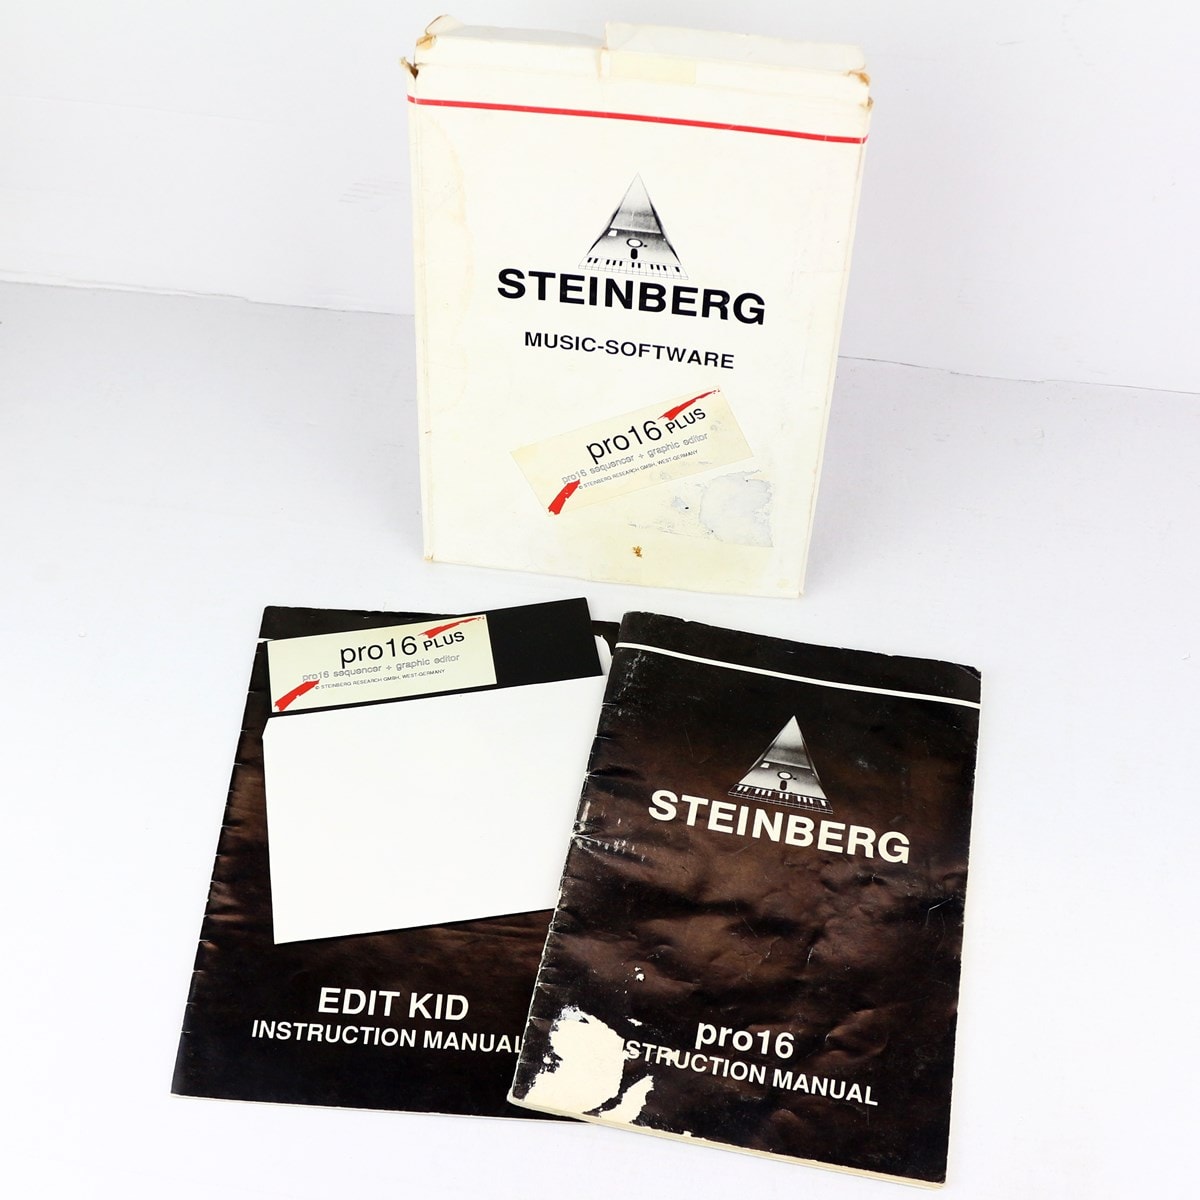 STEINBERG
MUSIC-SOFTWARE
pro16 PLUS
pro16 sequencer + graphic editor
© STEINBERG RESEARCH GMBH, WEST-GERMANY
pro16 PLUS
pro16 sequencer + graphic editor
© STEINBERG RESEARCH GMBH, WEST-GERMANY
EDIT KID
INSTRUCTION MANUAL
STEINBERG
pro16
STRUCTION MANUAL